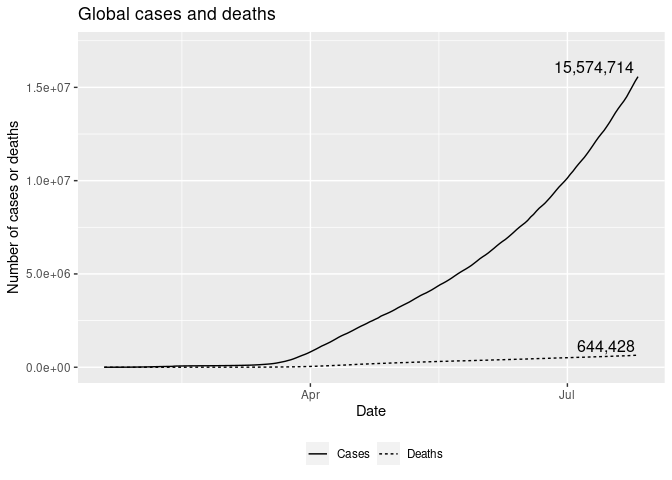 Global cases and deaths
Number of cases or deaths
1.5e+07
1.0e+07
5.0e+06
0.0e+00
15,574,714
644,428
Apr
Jul
Date
Cases
Deaths